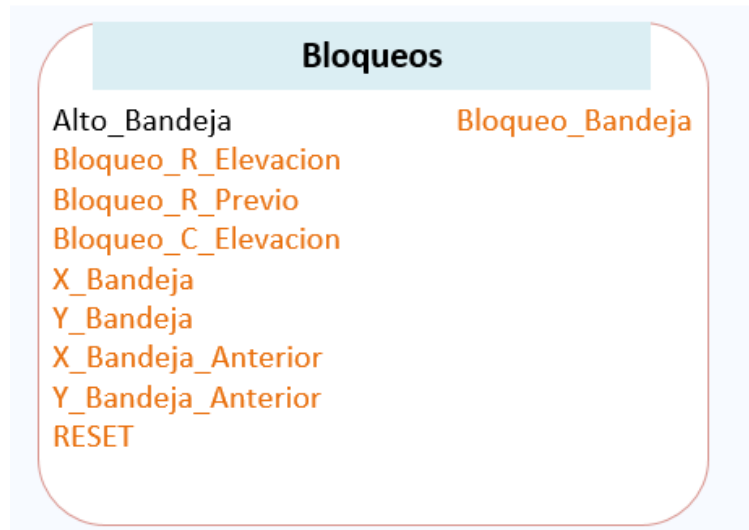 Bloqueos
Alto_Bandeja Bloqueo_Bandeja
Bloqueo_R_Elevacion
Bloqueo_R_Previo
Bloqueo_C_Elevacion
X_Bandeja
Y_Bandeja
X_Bandeja_Anterior
Y_Bandeja_Anterior
RESET